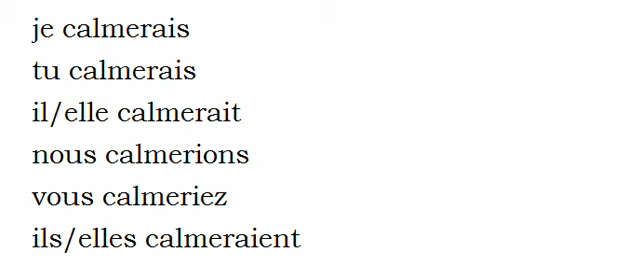 je calmerais
tu calmerais
il/elle calmerait
nous calmerions
vous calmeriez
ils/elles calmeraient